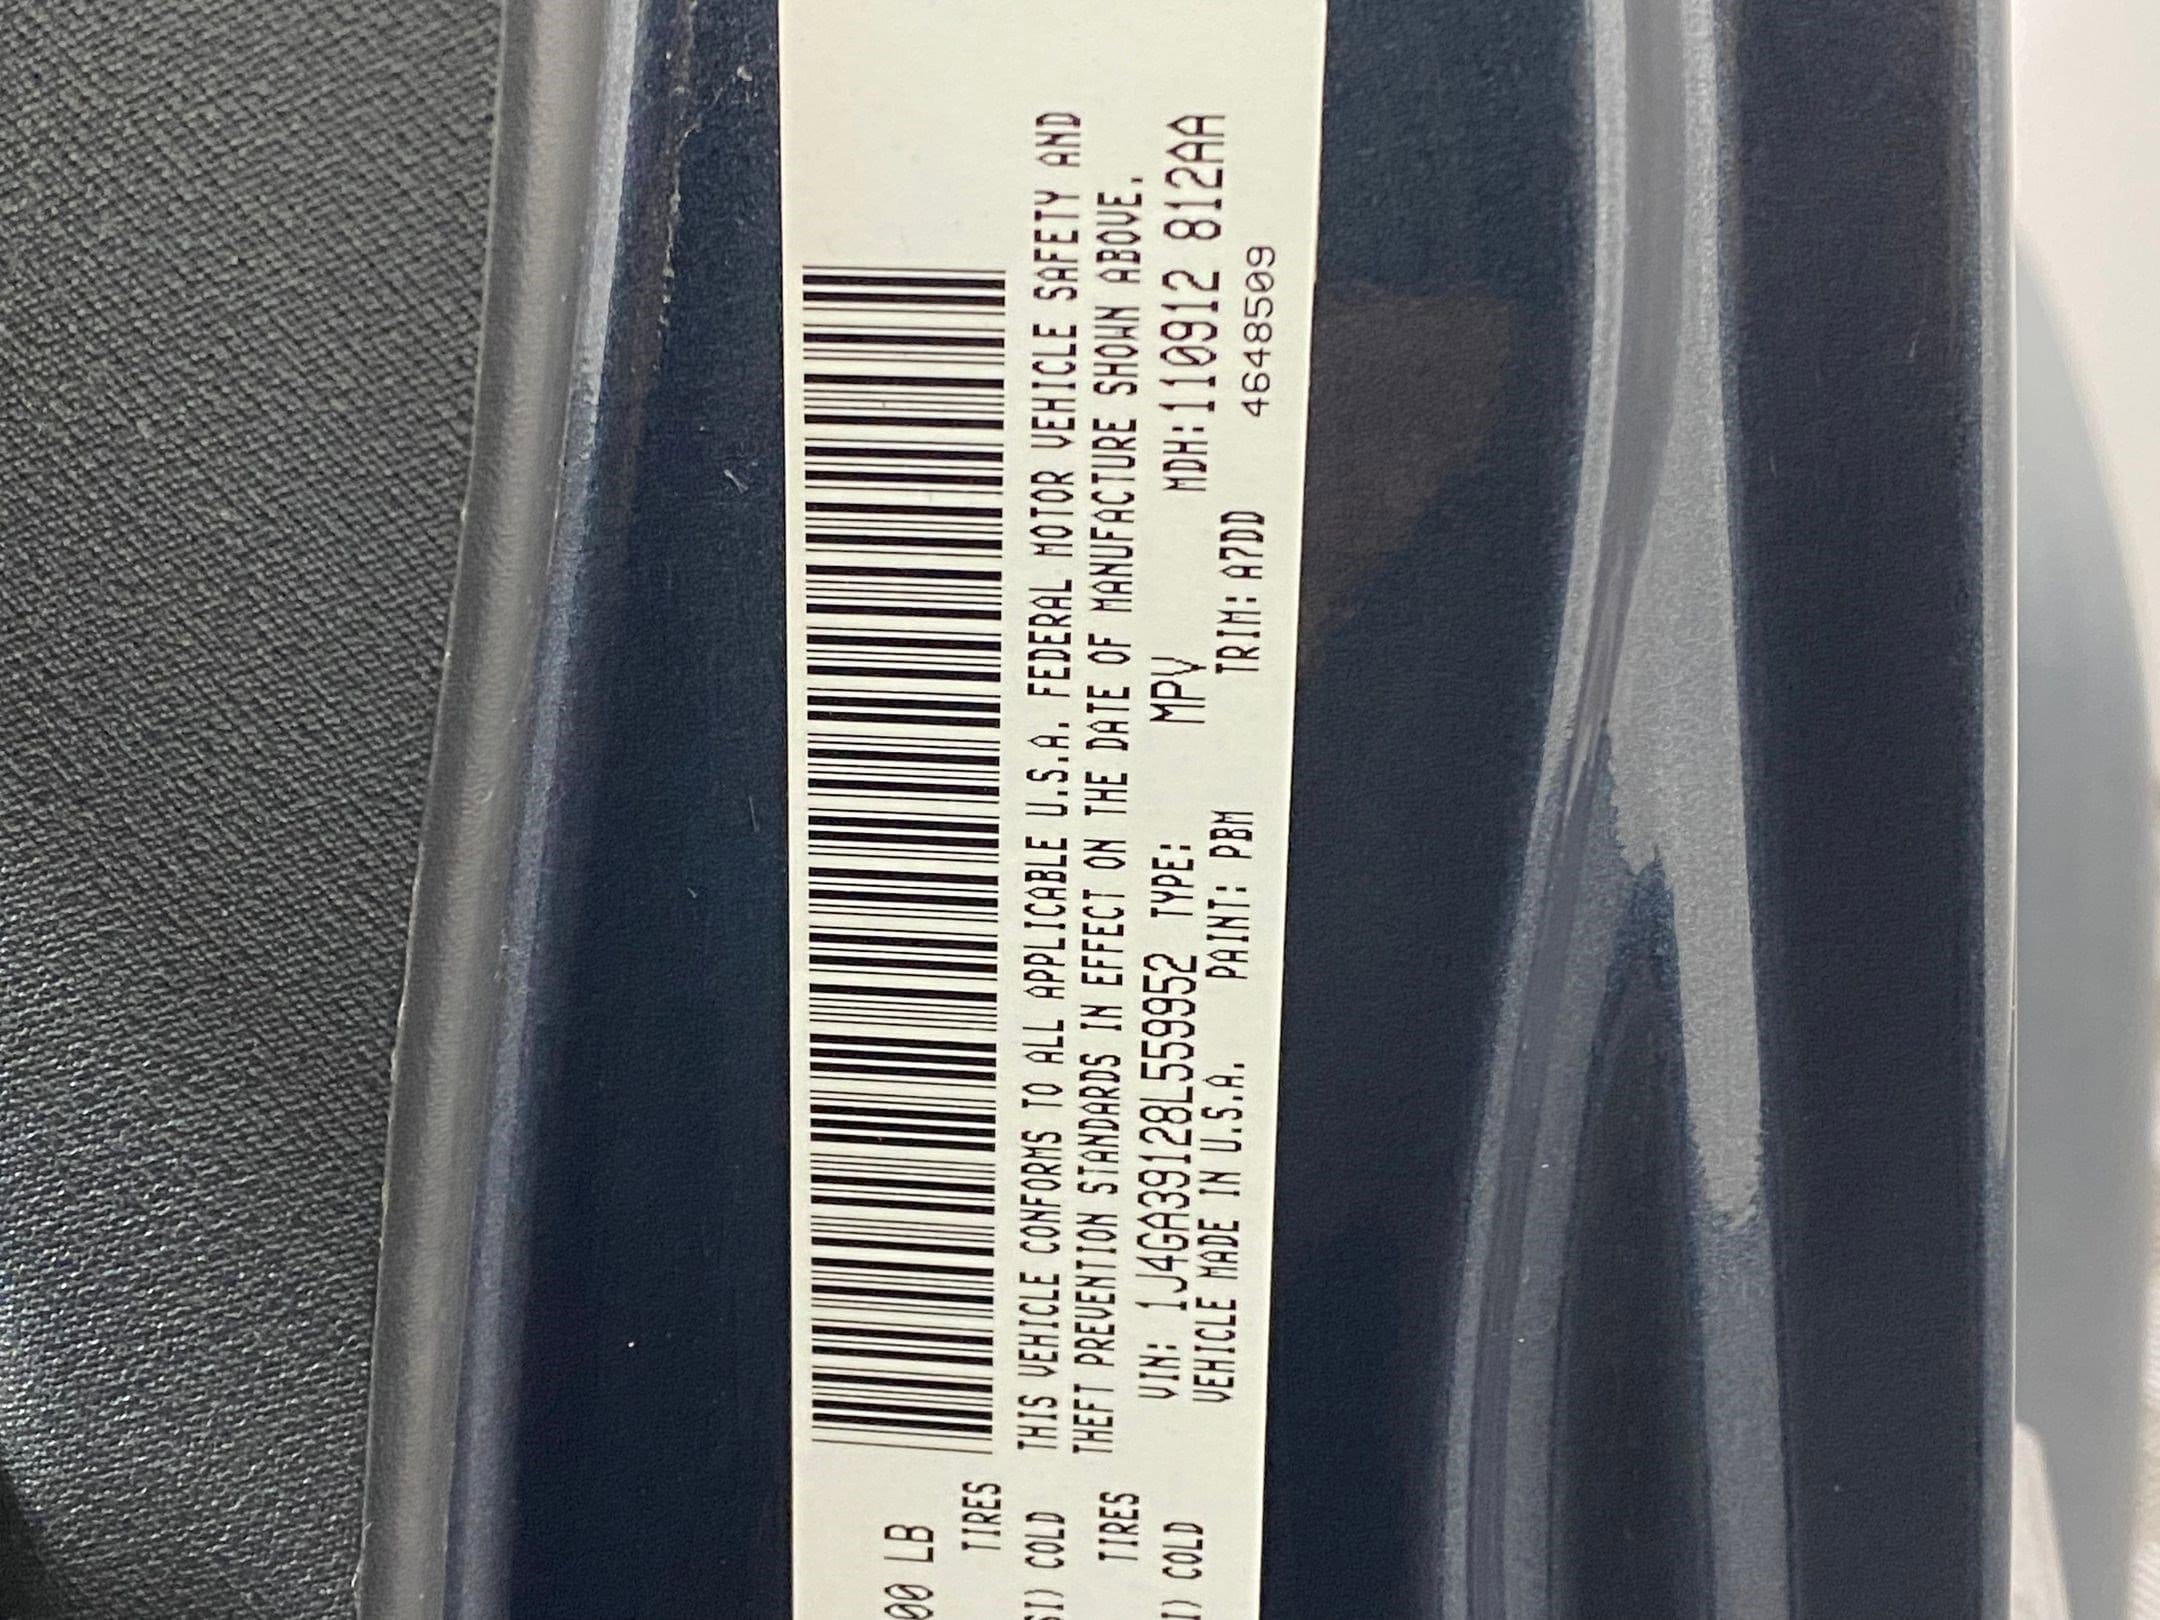 00 LB
TIRES
SI) COLD
TIRES
I) COLD
THIS VEHICLE CONFORMS TO ALL APPLICABLE U.S.A. FEDERAL MOTOR VEHICLE SAFETY AND
THEFT PREVENTION STANDARDS IN EFFECT ON THE DATE OF MANUFACTURE SHOWN ABOVE.
VIN: 1J4GA39128L559952 TYPE: MPV MDH:110912 812AA
VEHICLE MADE IN U.S.A. PAINT: PBM TRIM: A7DD 4648509